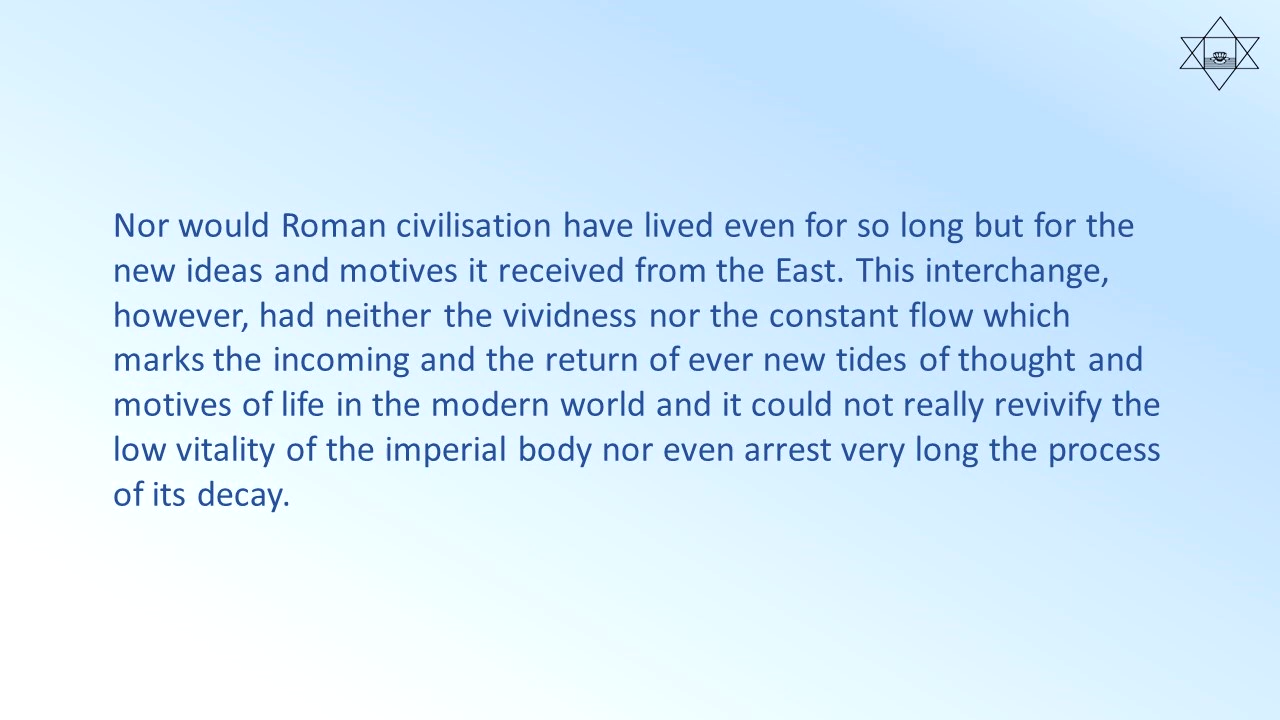 Nor would Roman civilisation have lived even for so long but for the
new ideas and motives it received from the East. This interchange,
however, had neither the vividness nor the constant flow which
marks the incoming and the return of ever new tides of thought and
motives of life in the modern world and it could not really revivify the
low vitality of the imperial body nor even arrest very long the process
of its decay.